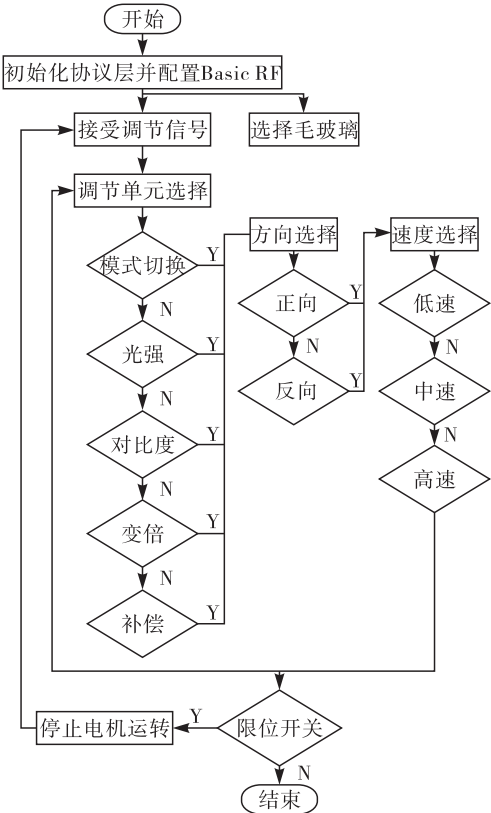 开始
初始化协议层并配置Basic RF
接受调节信号
选择毛玻璃
调节单元选择
模式切换
Y
N
光强
Y
N
对比度
Y
N
变倍
Y
N
补偿
Y
方向选择
正向
Y
N
反向
Y
速度选择
低速
N
中速
N
高速
限位开关
Y
停止电机运转
N
结束